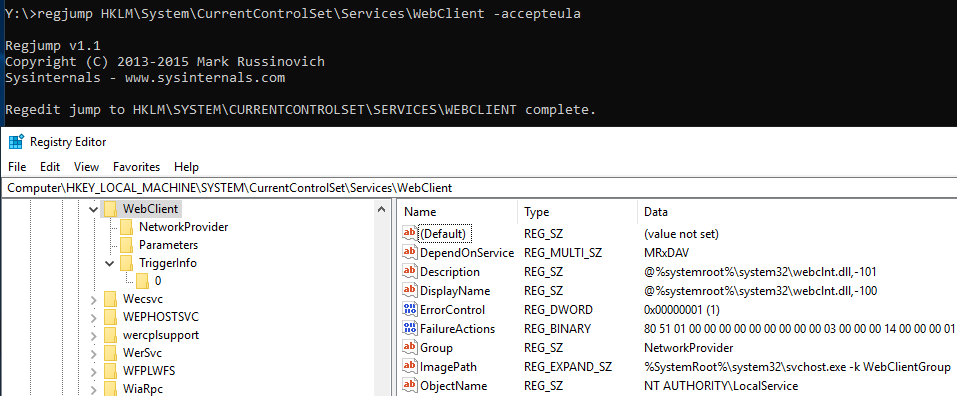 Y:\>regjump HKLM\System\CurrentControlSet\Services\WebClient -accepteula
Regjump v1.1
Copyright (C) 2013-2015 Mark Russinovich
Sysinternals - www.sysinternals.com
Regedit jump to HKLM\SYSTEM\CURRENTCONTROLSET\SERVICES\WEBCLIENT complete.
Registry Editor
File Edit View Favorites Help
Computer\HKEY_LOCAL_MACHINE\SYSTEM\CurrentControlSet\Services\WebClient
WebClient
NetworkProvider
Parameters
TriggerInfo
0
Wecsvc
WEPHOSTSVC
wercplsupport
WerSvc
WFPLWFS
WiaRpc
Name Type Data
(Default) REG_SZ (value not set)
DependOnService REG_MULTI_SZ MRxDAV
Description REG_SZ @%systemroot%\system32\webclnt.dll,-101
DisplayName REG_SZ @%systemroot%\system32\webclnt.dll,-100
ErrorControl REG_DWORD 0x00000001 (1)
FailureActions REG_BINARY 80 51 01 00 00 00 00 00 00 00 00 00 03 00 00 00 14 00 00 00 01
Group REG_SZ NetworkProvider
ImagePath REG_EXPAND_SZ %SystemRoot%\system32\svchost.exe -k WebClientGroup
ObjectName REG_SZ NT AUTHORITY\LocalService